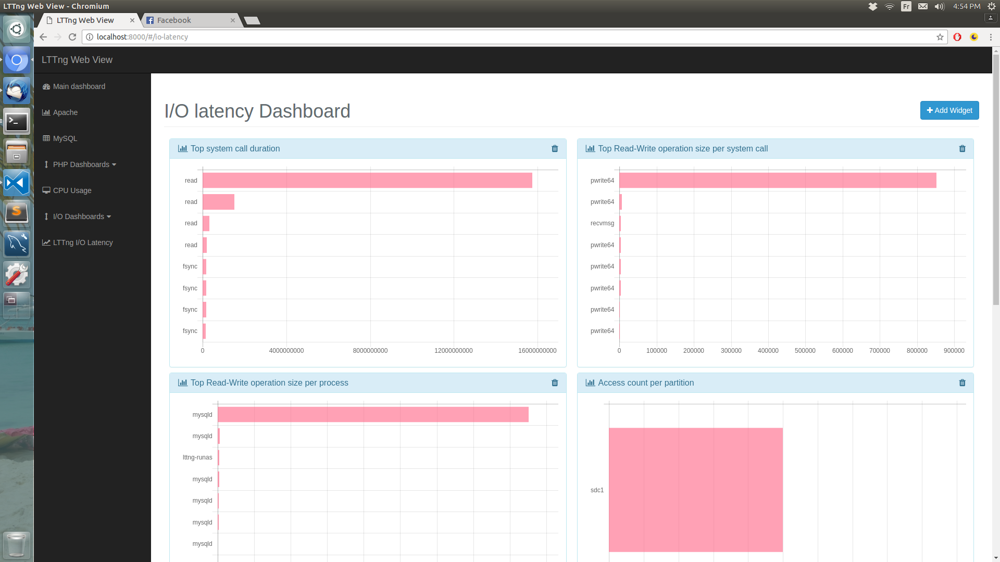 LTTng Web View - Chromium
Fr
4:54 PM
LTTng Web View
Facebook
localhost:8000/#/io-latency
LTTng Web View
Main dashboard
Apache
MySQL
PHP Dashboards
CPU Usage
I/O Dashboards
LTTng I/O Latency
I/O latency Dashboard
Add Widget
Top system call duration
read
read
read
read
fsync
fsync
fsync
fsync
0 4000000000 8000000000 12000000000 16000000000
Top Read-Write operation size per system call
pwrite64
pwrite64
recvmsg
pwrite64
pwrite64
pwrite64
pwrite64
pwrite64
0 100000 200000 300000 400000 500000 600000 700000 800000 900000
Top Read-Write operation size per process
mysqld
mysqld
lttng-runas
mysqld
mysqld
mysqld
mysqld
Access count per partition
sdc1